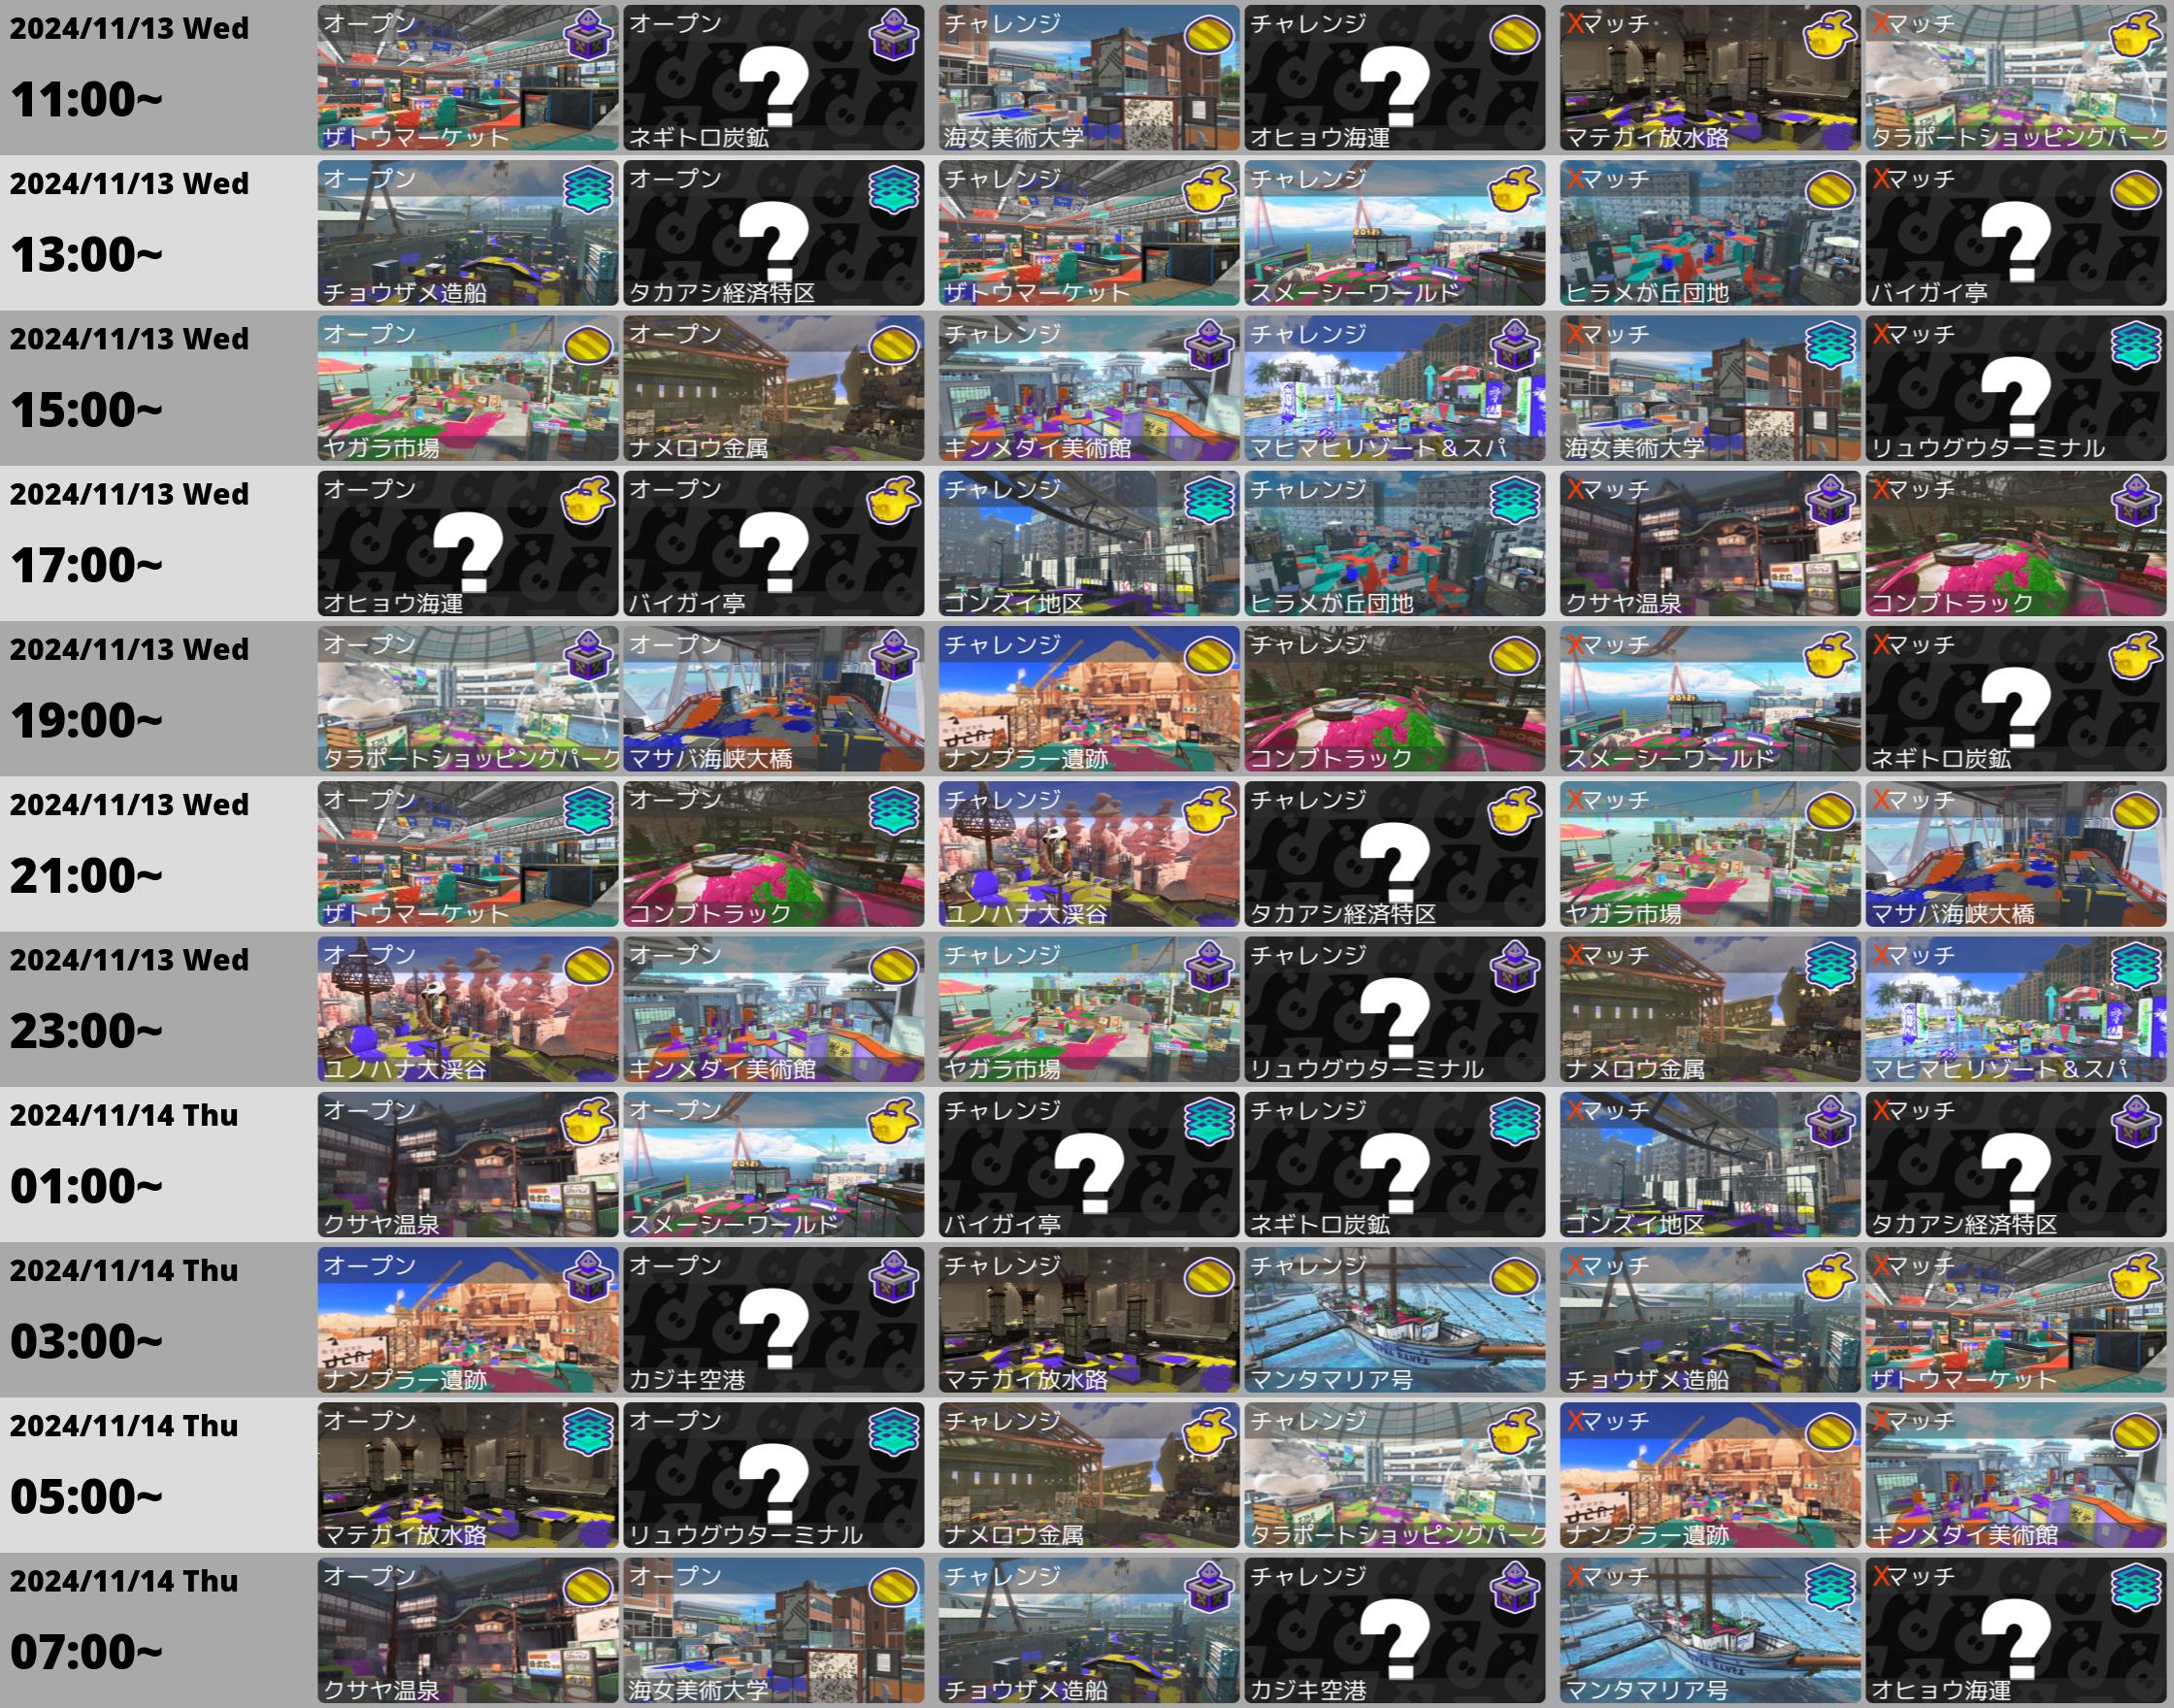 2024/11/13 Wed
11:00~
オープン
ザトウマーケット
オープン
ネギトロ炭鉱
チャレンジ
海女美術大学
チャレンジ
オヒョウ海運
Xマッチ
マテガイ放水路
Xマッチ
タラポートショッピングパーク
2024/11/13 Wed
13:00~
オープン
チョウザメ造船
オープン
タカアシ経済特区
チャレンジ
ザトウマーケット
チャレンジ
スメーシーワールド
Xマッチ
ヒラメが丘団地
Xマッチ
バイガイ亭
2024/11/13 Wed
15:00~
オープン
ヤガラ市場
オープン
ナメロウ金属
チャレンジ
キンメダイ美術館
チャレンジ
マヒマヒリゾート＆スパ
Xマッチ
海女美術大学
Xマッチ
リュウグウターミナル
2024/11/13 Wed
17:00~
オープン
オヒョウ海運
オープン
バイガイ亭
チャレンジ
ゴンズイ地区
チャレンジ
ヒラメが丘団地
Xマッチ
クサヤ温泉
Xマッチ
コンブトラック
2024/11/13 Wed
19:00~
オープン
タラポートショッピングパーク
オープン
マサバ海峡大橋
チャレンジ
ナンプラー遺跡
チャレンジ
コンブトラック
Xマッチ
スメーシーワールド
Xマッチ
ネギトロ炭鉱
2024/11/13 Wed
21:00~
オープン
ザトウマーケット
オープン
コンブトラック
チャレンジ
ユノハナ大渓谷
チャレンジ
タカアシ経済特区
Xマッチ
ヤガラ市場
Xマッチ
マサバ海峡大橋
2024/11/13 Wed
23:00~
オープン
ユノハナ大渓谷
オープン
キンメダイ美術館
チャレンジ
ヤガラ市場
チャレンジ
リュウグウターミナル
Xマッチ
ナメロウ金属
Xマッチ
マヒマヒリゾート＆スパ
2024/11/14 Thu
01:00~
オープン
クサヤ温泉
オープン
スメーシーワールド
チャレンジ
バイガイ亭
チャレンジ
ネギトロ炭鉱
Xマッチ
ゴンズイ地区
Xマッチ
タカアシ経済特区
2024/11/14 Thu
03:00~
オープン
ナンプラー遺跡
オープン
カジキ空港
チャレンジ
マテガイ放水路
チャレンジ
マンタマリア号
Xマッチ
チョウザメ造船
Xマッチ
ザトウマーケット
2024/11/14 Thu
05:00~
オープン
マテガイ放水路
オープン
リュウグウターミナル
チャレンジ
ナメロウ金属
チャレンジ
タラポートショッピングパーク
Xマッチ
ナンプラー遺跡
Xマッチ
キンメダイ美術館
2024/11/14 Thu
07:00~
オープン
クサヤ温泉
オープン
海女美術大学
チャレンジ
チョウザメ造船
チャレンジ
カジキ空港
Xマッチ
マンタマリア号
Xマッチ
オヒョウ海運